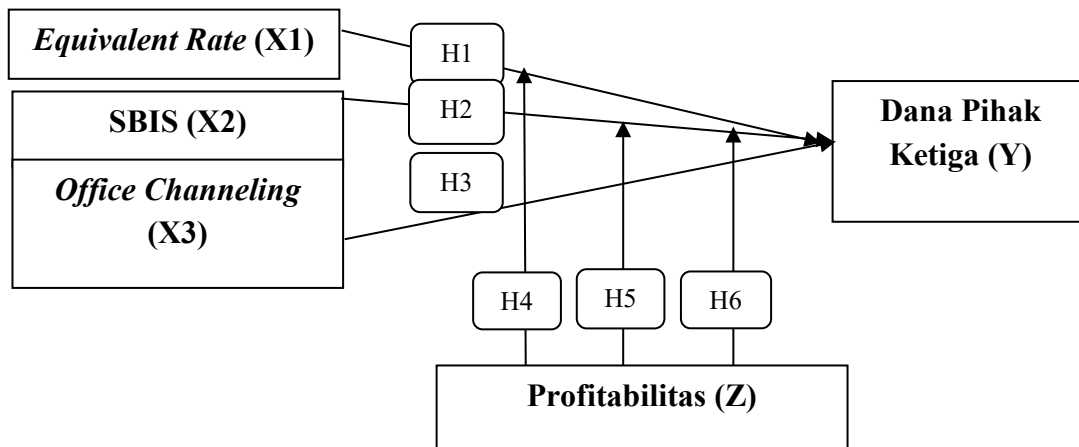 Equivalent Rate (X1)
SBIS (X2)
Office Channeling
(X3)
H1
H2
H3
Dana Pihak
Ketiga (Y)
H4
H5
H6
Profitabilitas (Z)